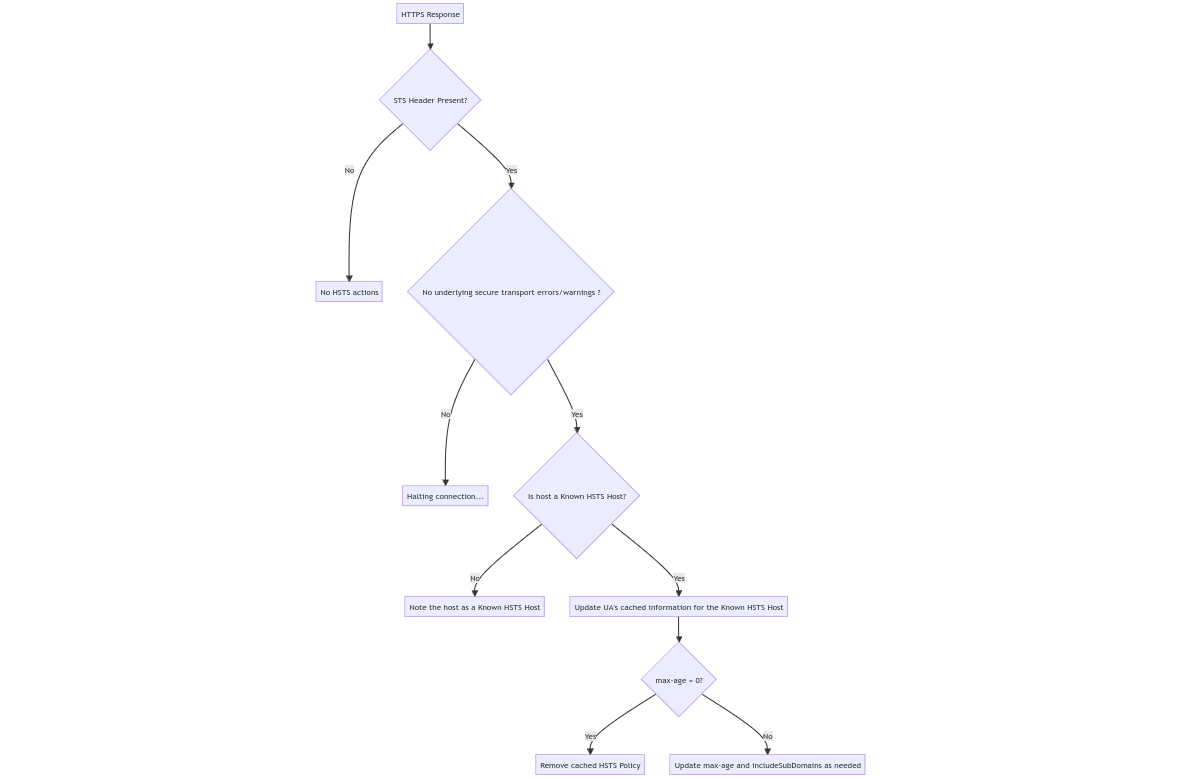 HTTPS Response
STS Header Present?
No
Yes
No HSTS actions
No underlying secure transport errors/warnings ?
No
Yes
Halting connection...
Is host a Known HSTS Host?
No
Yes
Note the host as a Known HSTS Host
Update UA's cached information for the Known HSTS Host
max-age = 0?
Yes
No
Remove cached HSTS Policy
Update max-age and includeSubDomains as needed